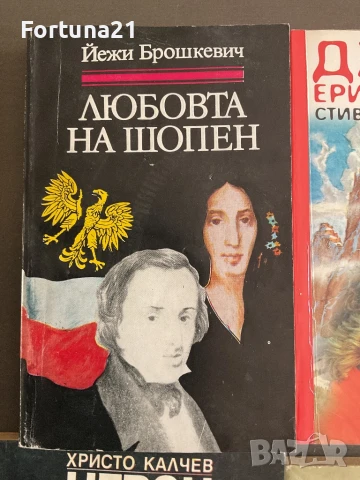 Fortuna21
Йежи Брошкевич
ЛЮБОВТА
НА ШОПЕН
ЕРИ
СТИВ
ХРИСТО КАЛЧЕВ
BAZAR